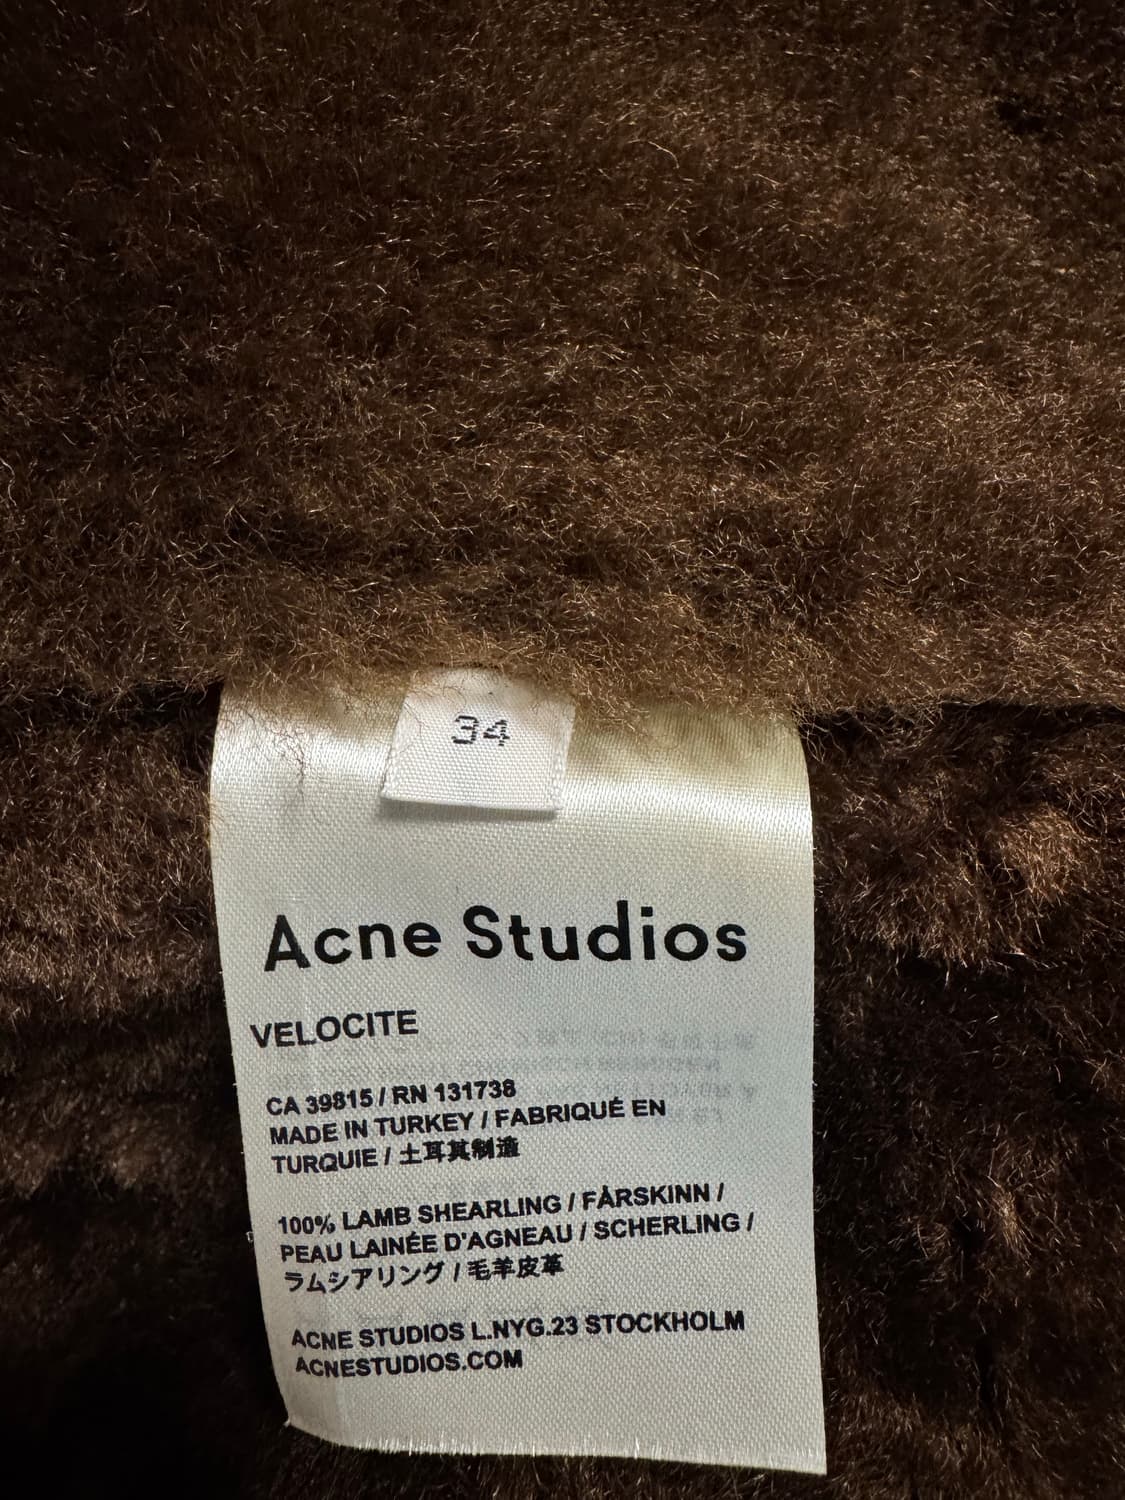 34
Acne Studios
VELOCITE
CA 39815 / RN 131738
MADE IN TURKEY / FABRIQUÉ EN
TURQUIE / 土耳其制造
100% LAMB SHEARLING / FÅRSKINN /
PEAU LAINÉE D'AGNEAU / SCHERLING /
ラムシアリング / 毛羊皮革
ACNE STUDIOS L.NYG.23 STOCKHOLM
ACNESTUDIOS.COM